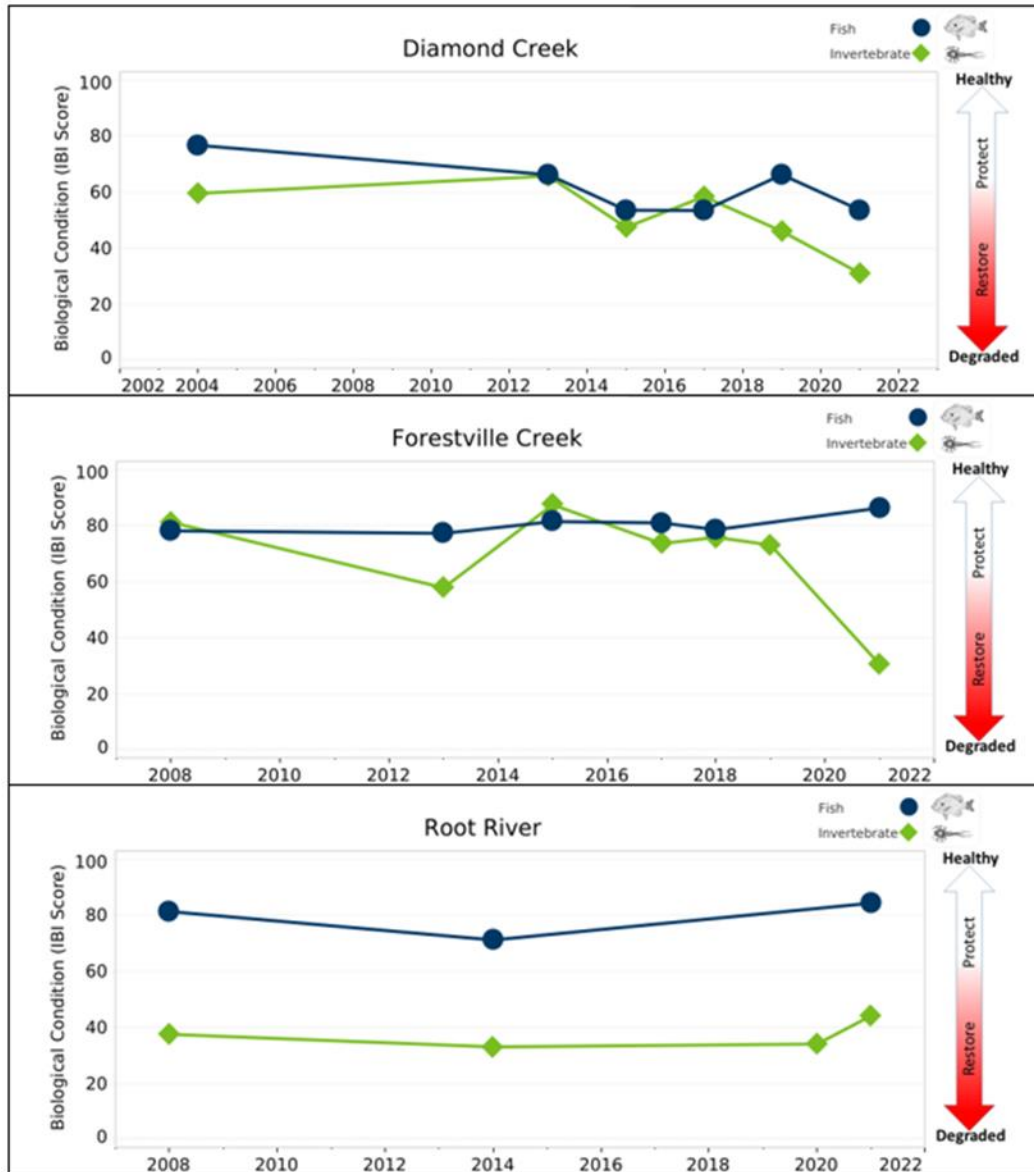 Diamond Creek
Fish
Invertebrate
Healthy
Protect
Restore
Degraded
Biological Condition (IBI Score)
100
80
60
40
20
0
2002 2004 2006 2008 2010 2012 2014 2016 2018 2020 2022
Forestville Creek
Fish
Invertebrate
Healthy
Protect
Restore
Degraded
Biological Condition (IBI Score)
100
80
60
40
20
0
2008 2010 2012 2014 2016 2018 2020 2022
Root River
Fish
Invertebrate
Healthy
Protect
Restore
Degraded
Biological Condition (IBI Score)
100
80
60
40
20
0
2008 2010 2012 2014 2016 2018 2020 2022